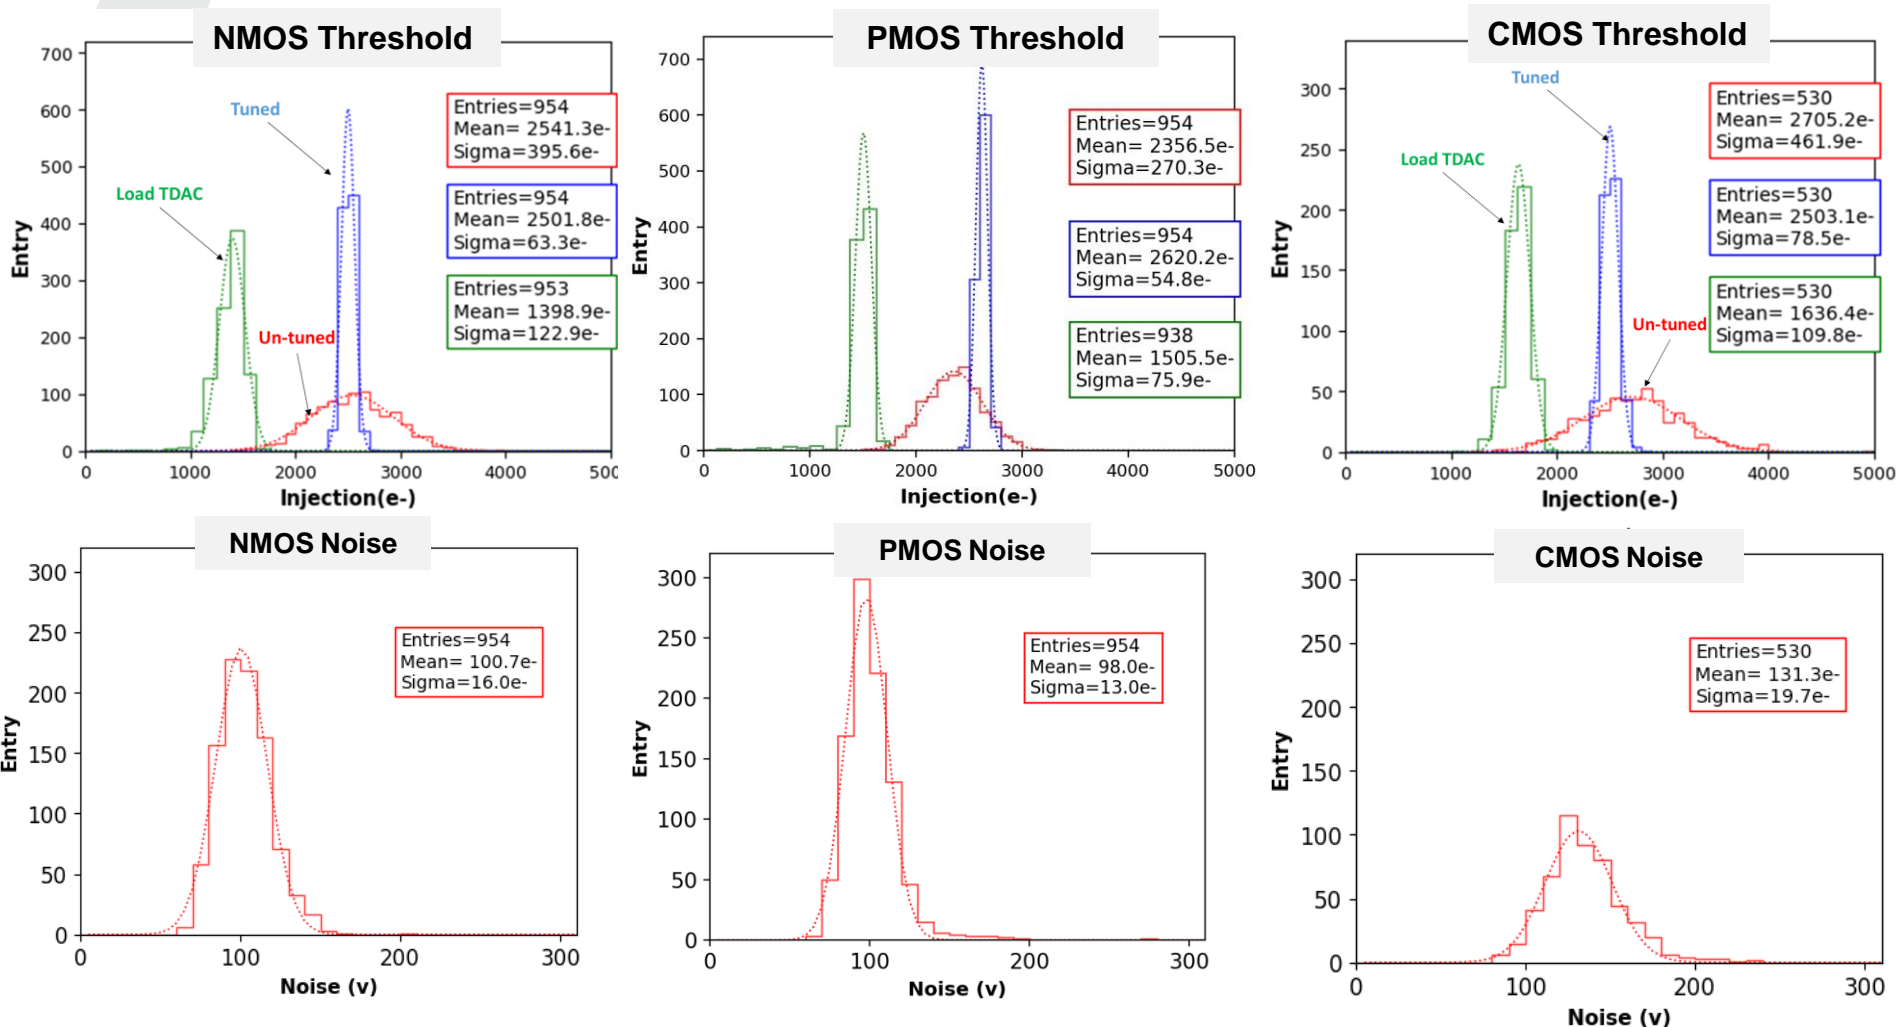 NMOS Threshold
700
600
500
400
300
200
100
0
Entry
Tuned
Load TDAC
Un-tuned
Entries=954
Mean= 2541.3e-
Sigma=395.6e-
Entries=954
Mean= 2501.8e-
Sigma=63.3e-
Entries=953
Mean= 1398.9e-
Sigma=122.9e-
0 1000 2000 3000 4000 500
Injection(e-)
PMOS Threshold
700
600
500
400
300
200
100
0
Entry
Entries=954
Mean= 2356.5e-
Sigma=270.3e-
Entries=954
Mean= 2620.2e-
Sigma=54.8e-
Entries=938
Mean= 1505.5e-
Sigma=75.9e-
0 1000 2000 3000 4000 5000
Injection(e-)
CMOS Threshold
300
250
200
150
100
50
0
Entry
Tuned
Load TDAC
Un-tuned
Entries=530
Mean= 2705.2e-
Sigma=461.9e-
Entries=530
Mean= 2503.1e-
Sigma=78.5e-
Entries=530
Mean= 1636.4e-
Sigma=109.8e-
0 1000 2000 3000 4000 5000
Injection(e-)
NMOS Noise
300
250
200
150
100
50
0
Entry
Entries=954
Mean= 100.7e-
Sigma=16.0e-
0 100 200 300
Noise (v)
PMOS Noise
300
250
200
150
100
50
0
Entry
Entries=954
Mean= 98.0e-
Sigma=13.0e-
0 100 200 300
Noise (v)
CMOS Noise
300
250
200
150
100
50
0
Entry
Entries=530
Mean= 131.3e-
Sigma=19.7e-
0 100 200 300
Noise (v)